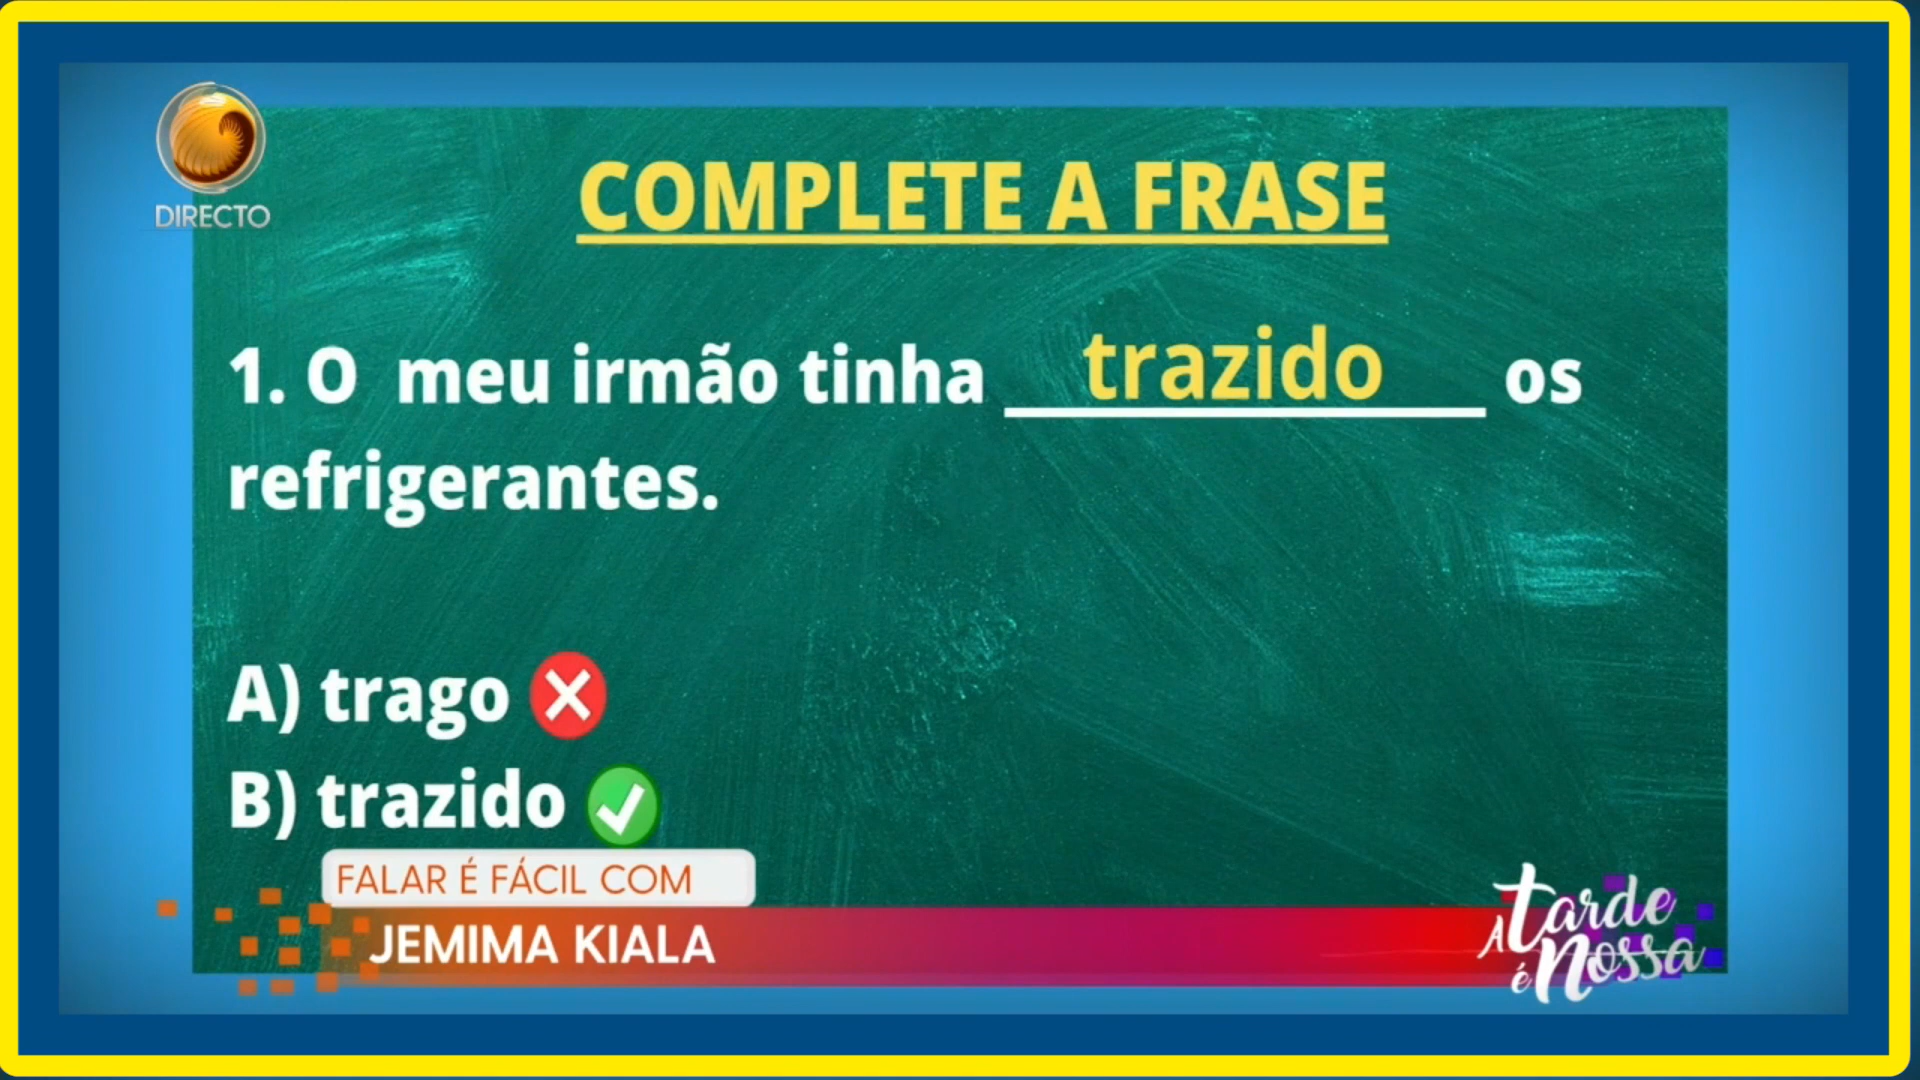 DIRECTO
COMPLETE A FRASE
1. O meu irmão tinha trazido os
refrigerantes.
A) trago
B) trazido
FALAR É FÁCIL COM
JEMIMA KIALA
A tarde
é nossa